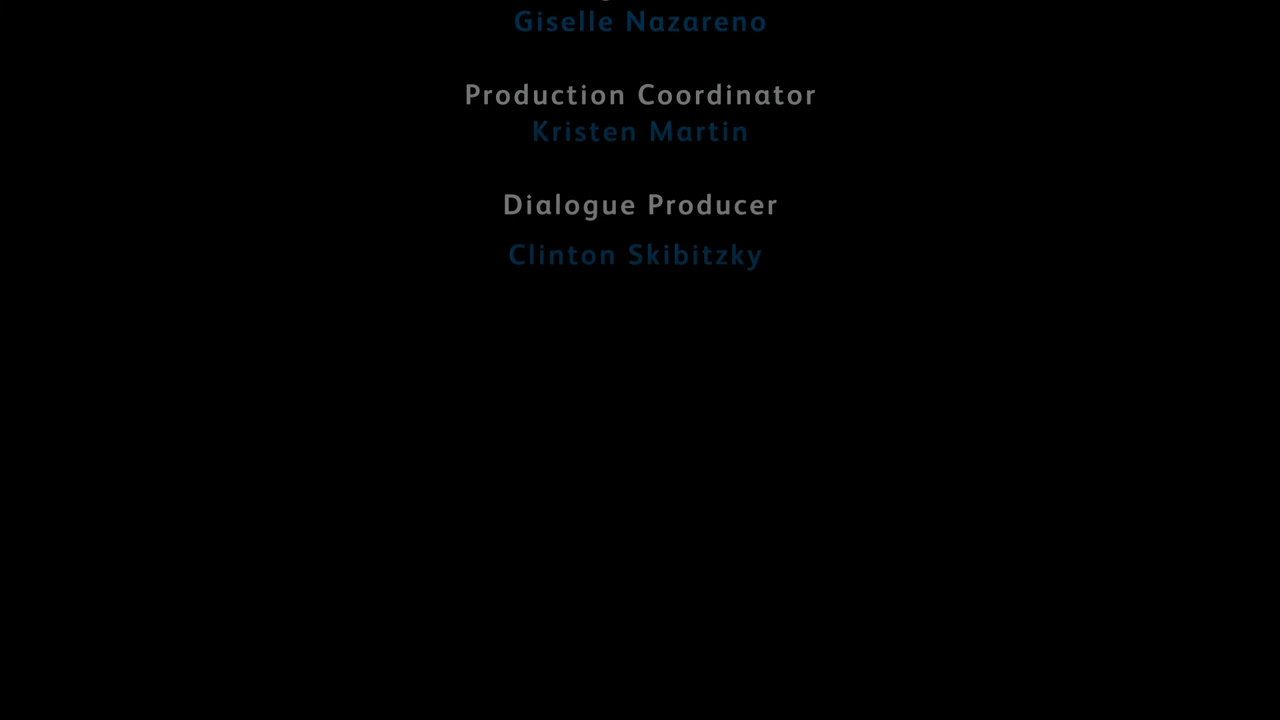 Giselle Nazareno
Production Coordinator
Kristen Martin
Dialogue Producer
Clinton Skibitzky